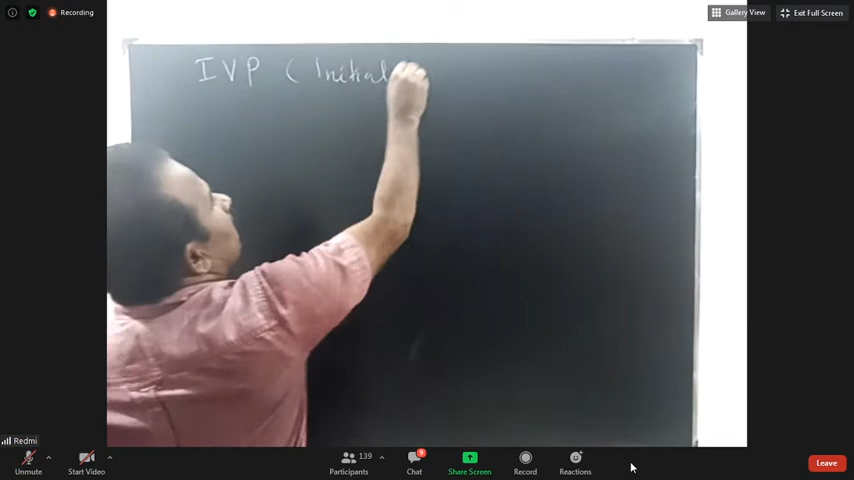 Recording
Gallery View
Exit Full Screen
IVP ( Initial
Redmi
Unmute
Start Video
Participants
139
Chat
9
Share Screen
Record
Reactions
Leave